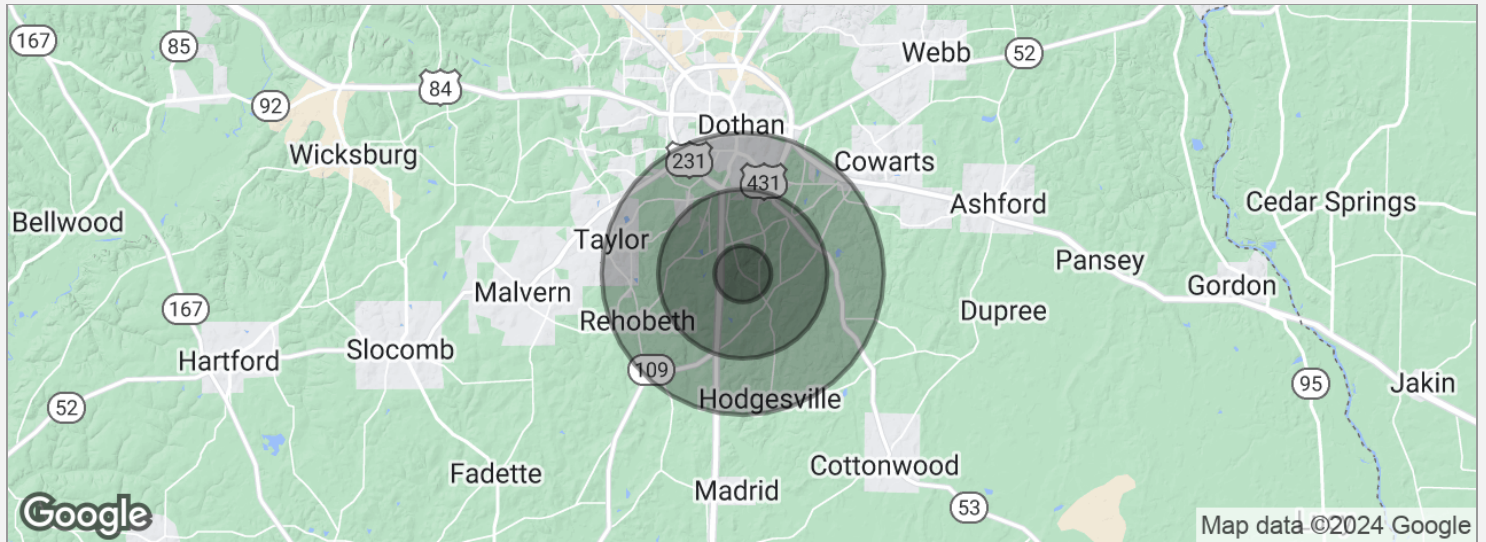 167
85
Webb
52
84
92
Dothan
Wicksburg
231
Cowarts
431
Cedar Springs
Ashford
Bellwood
Taylor
Pansey
Gordon
Malvern
167
Dupree
Rehobeth
Slocomb
Hartford
109
95
Jakin
Hodgesville
52
Cottonwood
Fadette
Madrid
53
Google
Map data ©2024 Google